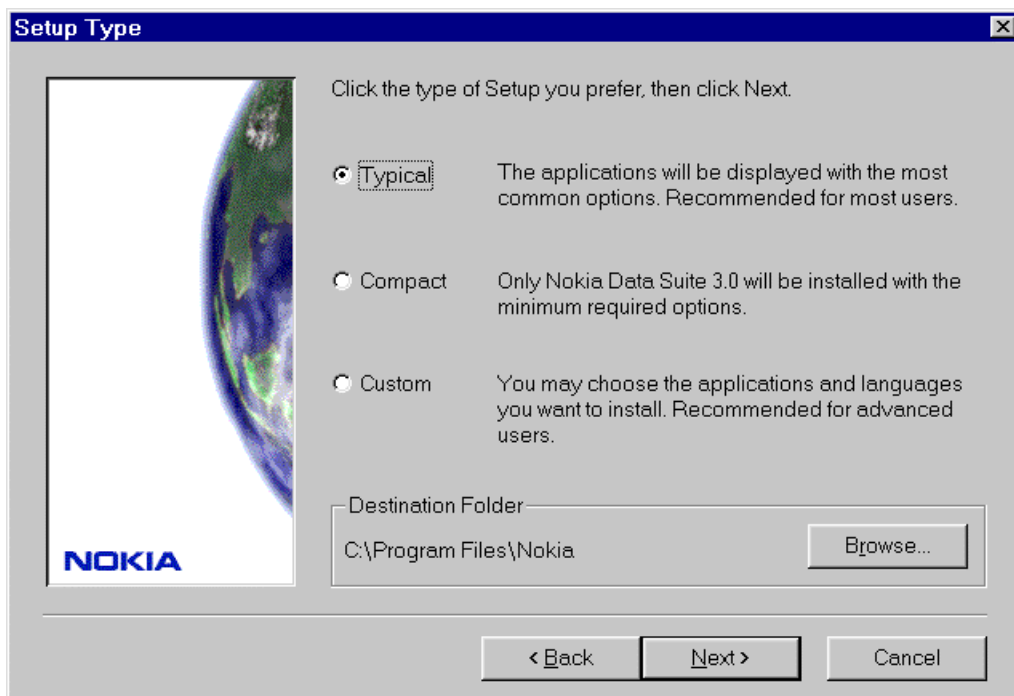 Setup Type
Click the type of Setup you prefer, then click Next.
Typical
The applications will be displayed with the most
common options. Recommended for most users.
Compact
Only Nokia Data Suite 3.0 will be installed with the
minimum required options.
Custom
You may choose the applications and languages
you want to install. Recommended for advanced
users.
Destination Folder
C:\Program Files\Nokia
Browse...
NOKIA
< Back
Next >
Cancel